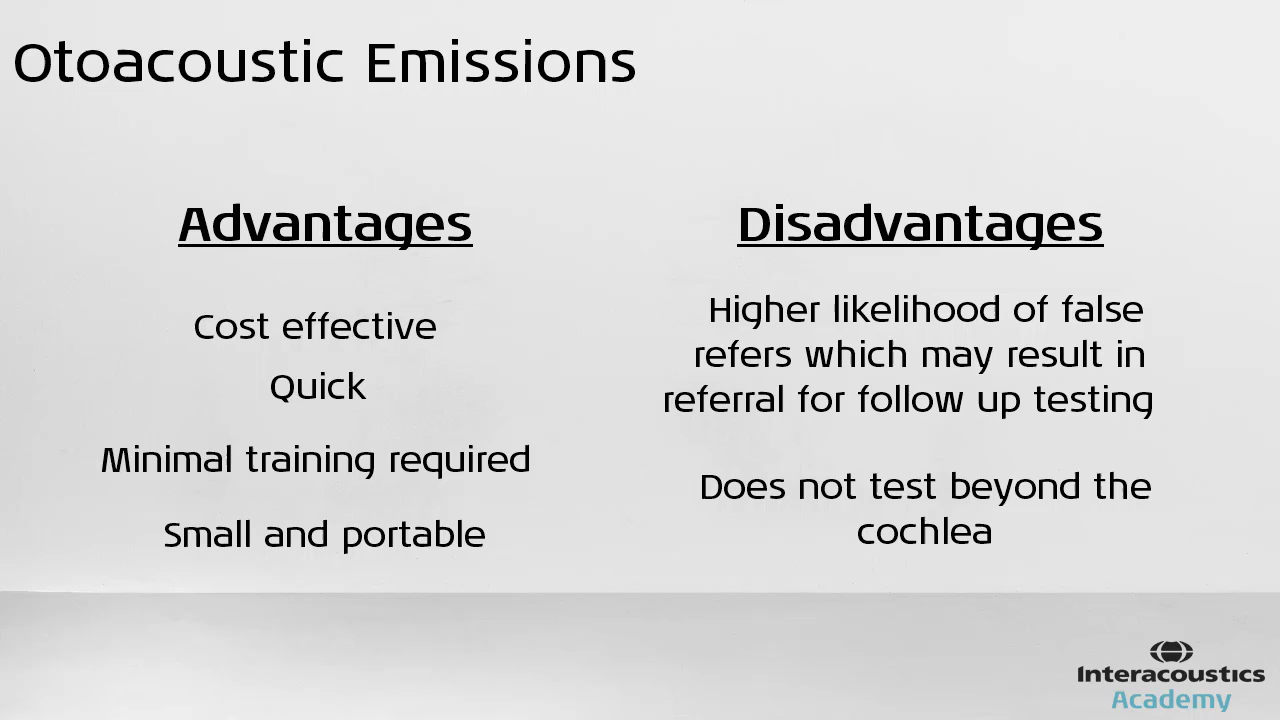 Otoacoustic Emissions
Advantages
Cost effective
Quick
Minimal training required
Small and portable
Disadvantages
Higher likelihood of false
refers which may result in
referral for follow up testing
Does not test beyond the
cochlea
Interacoustics
Academy